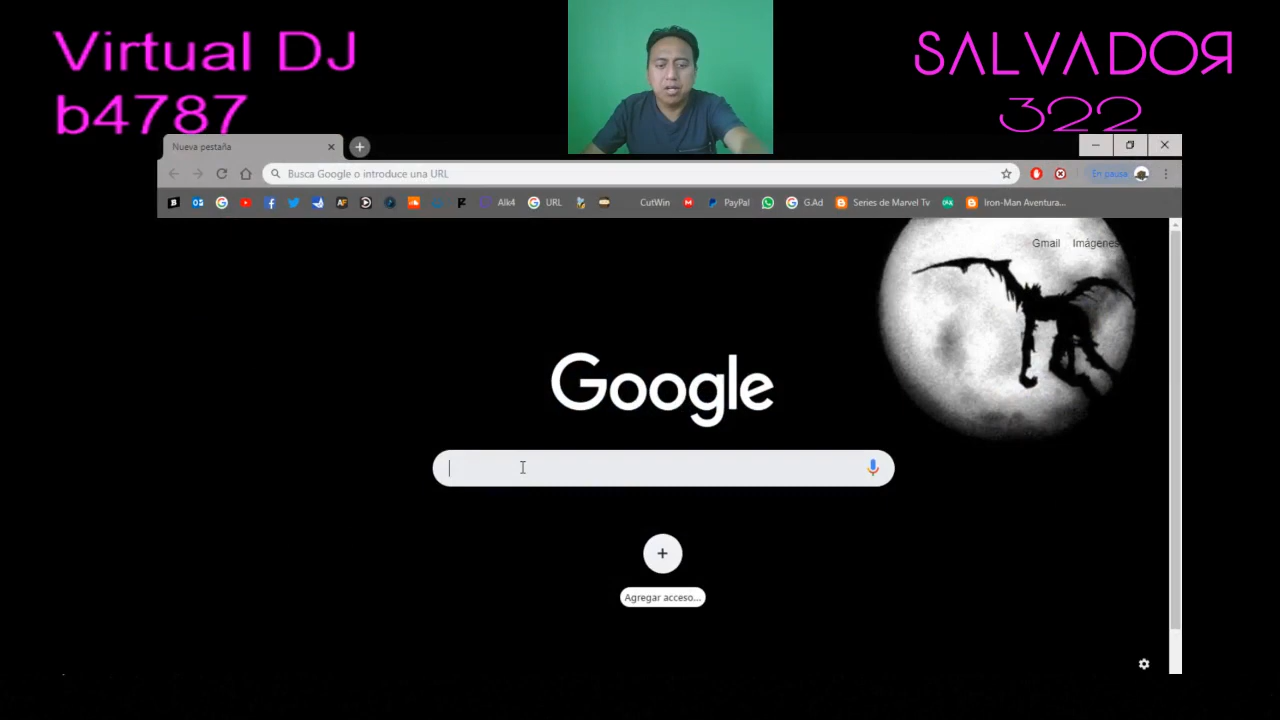 Virtual DJ
b4787
SALVADOR
322
Nueva pestaña
Busca Google o introduce una URL
En pausa
Alk4 URL CutWin PayPal G.Ad Series de Marvel Tv Iron-Man Aventura...
Gmail Imágenes
Google
Agregar acceso...